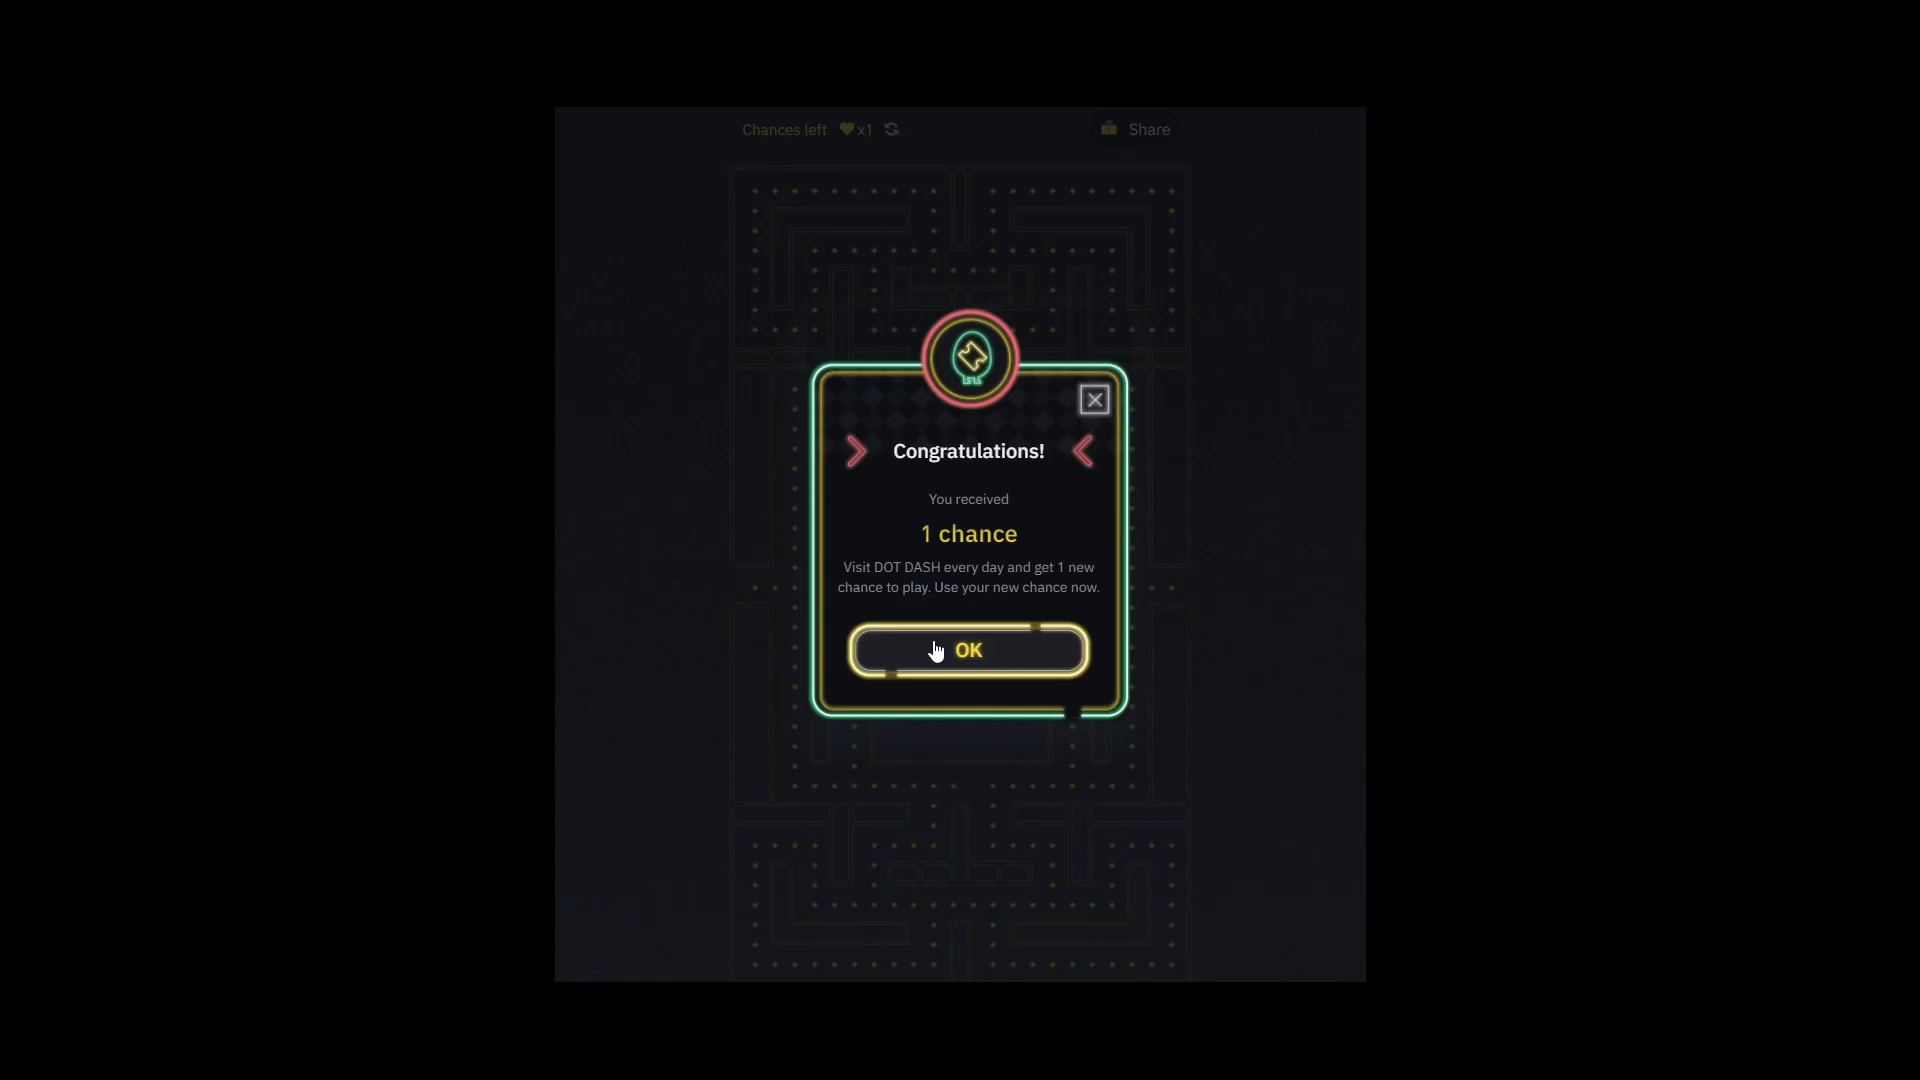 Chances left x1 Share
Congratulations!
You received
1 chance
Visit DOT DASH every day and get 1 new
chance to play. Use your new chance now.
OK